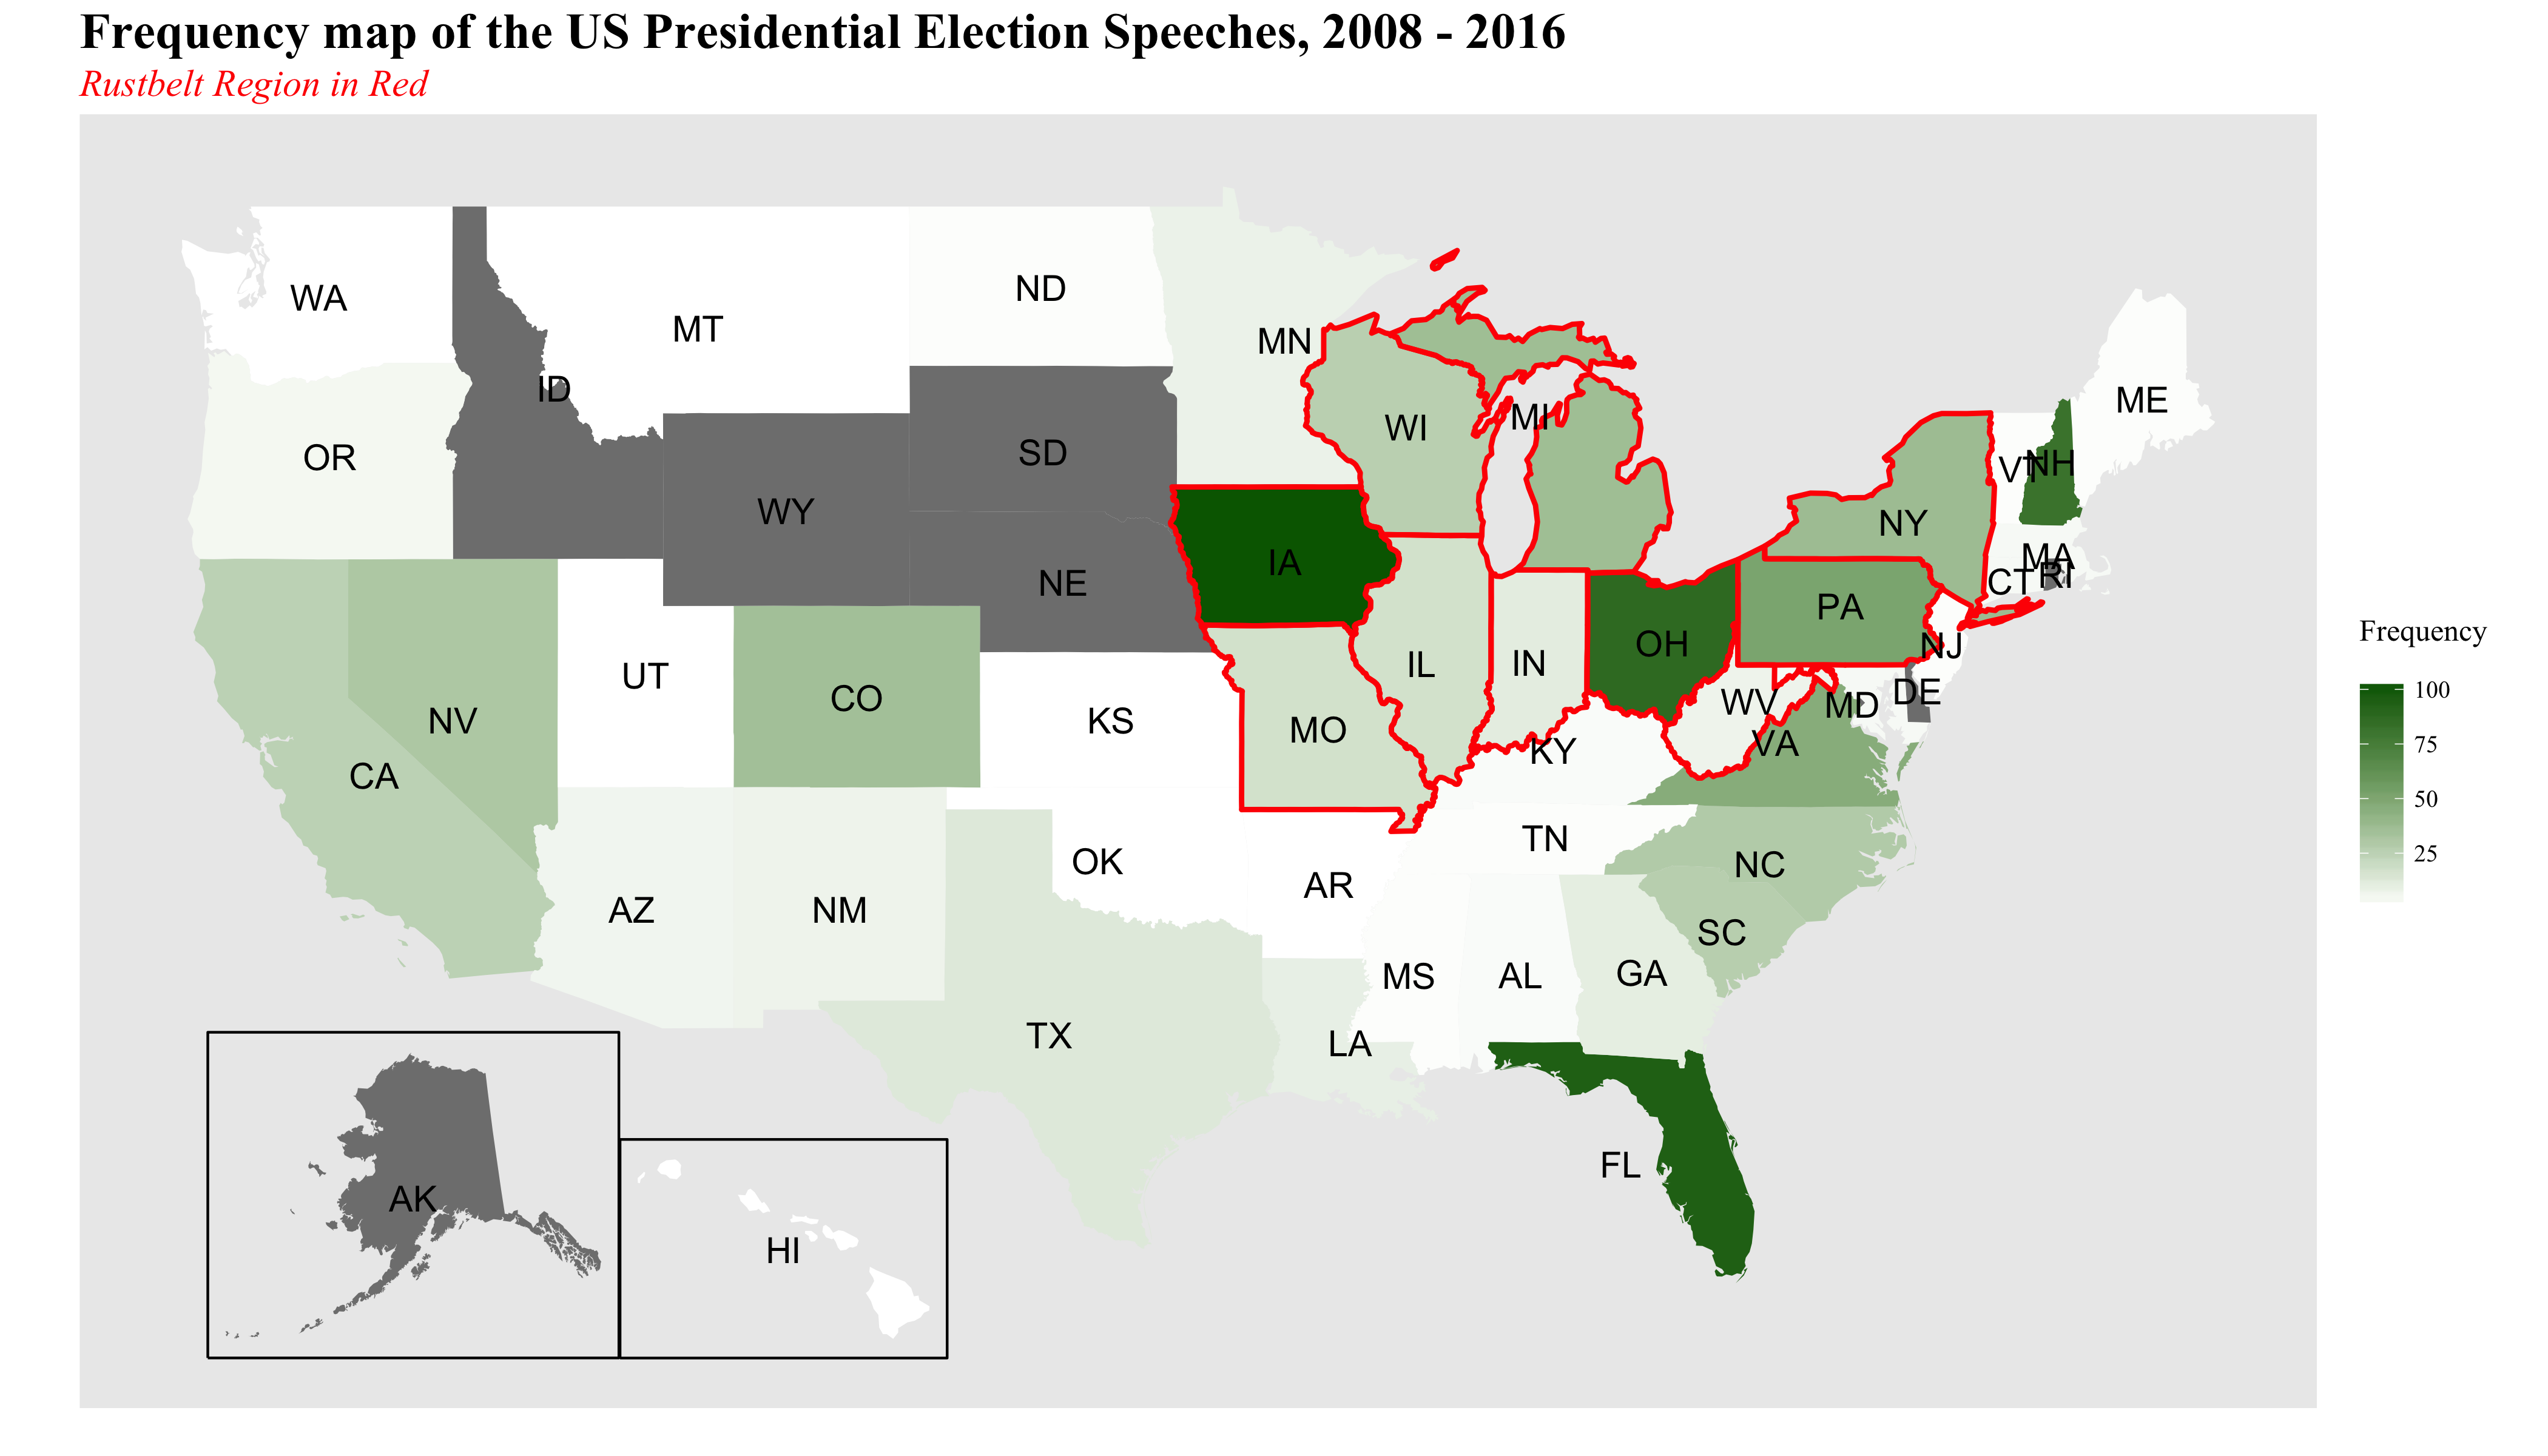 Frequency map of the US Presidential Election Speeches, 2008 - 2016
Rustbelt Region in Red
WA
MT
ND
MN
ID
OR
SD
WY
NE
WI
MI
ME
VT
NH
NY
MA
CT
RI
IA
PA
NJ
OH
IL
IN
UT
CO
NV
CA
KS
MO
WV
MD
DE
VA
KY
TN
NC
OK
AR
AZ
NM
SC
MS
AL
GA
TX
LA
FL
AK
HI
Frequency
100
75
50
25